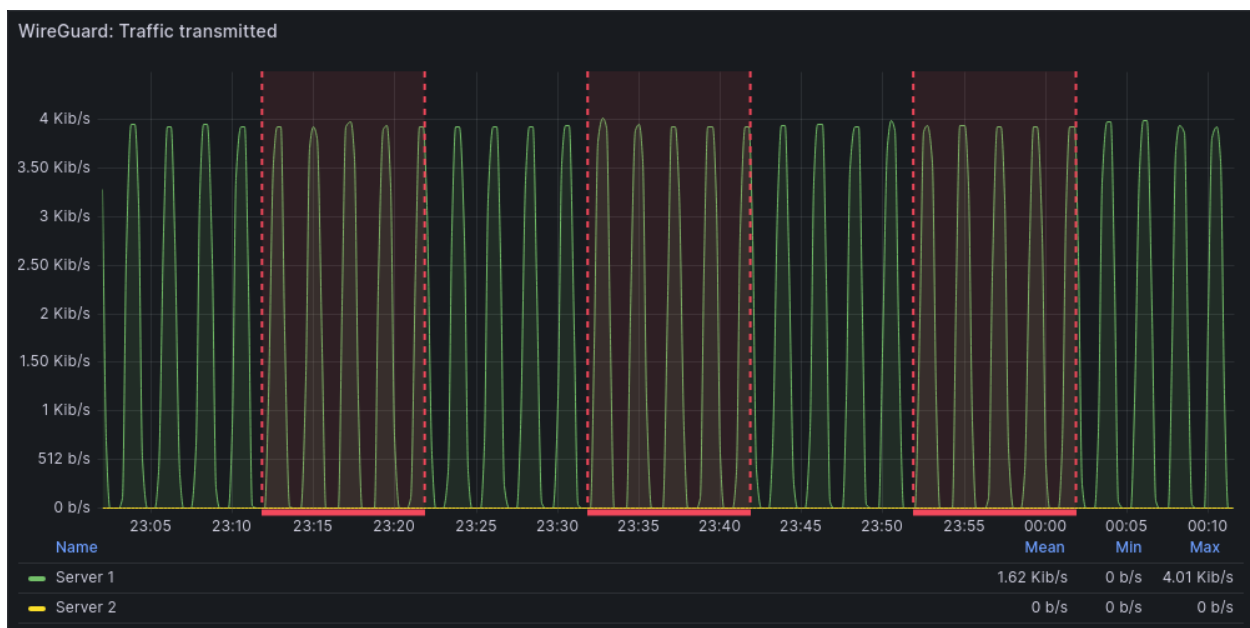 WireGuard: Traffic transmitted
4 Kib/s
3.50 Kib/s
3 Kib/s
2.50 Kib/s
2 Kib/s
1.50 Kib/s
1 Kib/s
512 b/s
0 b/s
23:05 23:10 23:15 23:20 23:25 23:30 23:35 23:40 23:45 23:50 23:55 00:00 00:05 00:10
Name Mean Min Max
Server 1 1.62 Kib/s 0 b/s 4.01 Kib/s
Server 2 0 b/s 0 b/s 0 b/s